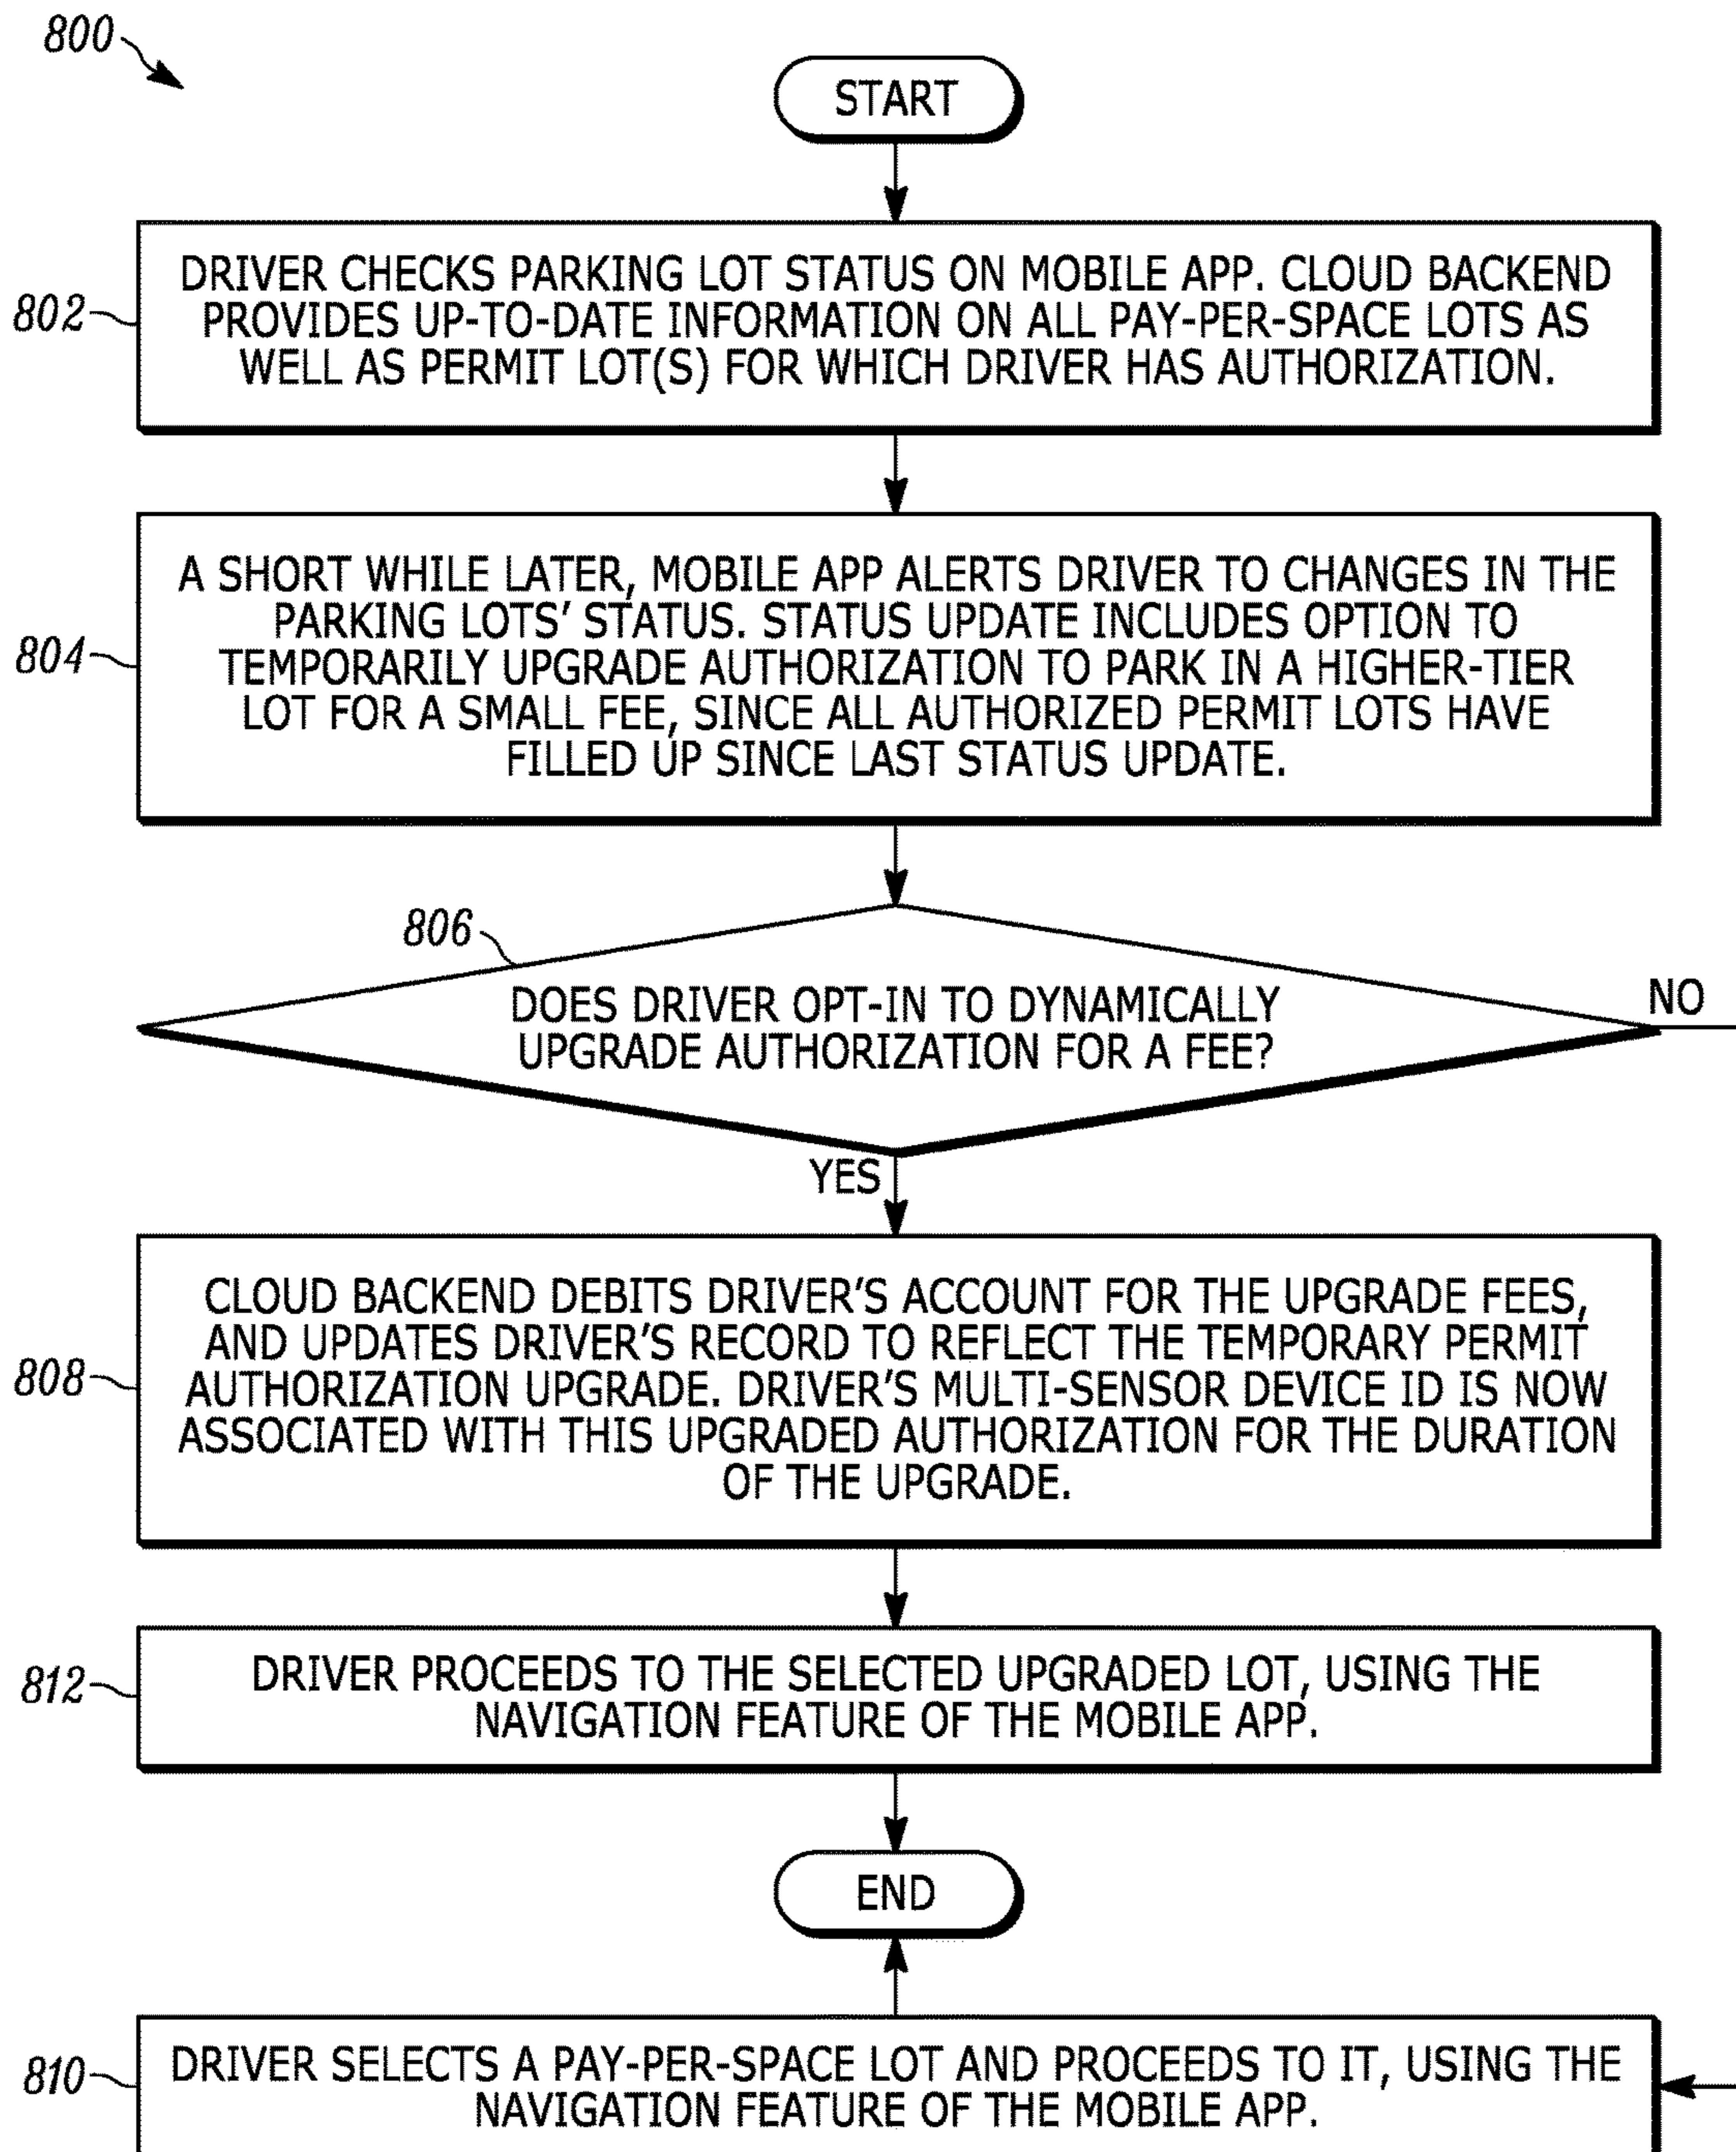 800
START
802
DRIVER CHECKS PARKING LOT STATUS ON MOBILE APP. CLOUD BACKEND
PROVIDES UP-TO-DATE INFORMATION ON ALL PAY-PER-SPACE LOTS AS
WELL AS PERMIT LOT(S) FOR WHICH DRIVER HAS AUTHORIZATION.
804
A SHORT WHILE LATER, MOBILE APP ALERTS DRIVER TO CHANGES IN THE
PARKING LOTS' STATUS. STATUS UPDATE INCLUDES OPTION TO
TEMPORARILY UPGRADE AUTHORIZATION TO PARK IN A HIGHER-TIER
LOT FOR A SMALL FEE, SINCE ALL AUTHORIZED PERMIT LOTS HAVE
FILLED UP SINCE LAST STATUS UPDATE.
806
DOES DRIVER OPT-IN TO DYNAMICALLY
UPGRADE AUTHORIZATION FOR A FEE?
NO
YES
808
CLOUD BACKEND DEBITS DRIVER'S ACCOUNT FOR THE UPGRADE FEES,
AND UPDATES DRIVER'S RECORD TO REFLECT THE TEMPORARY PERMIT
AUTHORIZATION UPGRADE. DRIVER'S MULTI-SENSOR DEVICE ID IS NOW
ASSOCIATED WITH THIS UPGRADED AUTHORIZATION FOR THE DURATION
OF THE UPGRADE.
812
DRIVER PROCEEDS TO THE SELECTED UPGRADED LOT, USING THE
NAVIGATION FEATURE OF THE MOBILE APP.
END
810
DRIVER SELECTS A PAY-PER-SPACE LOT AND PROCEEDS TO IT, USING THE
NAVIGATION FEATURE OF THE MOBILE APP.